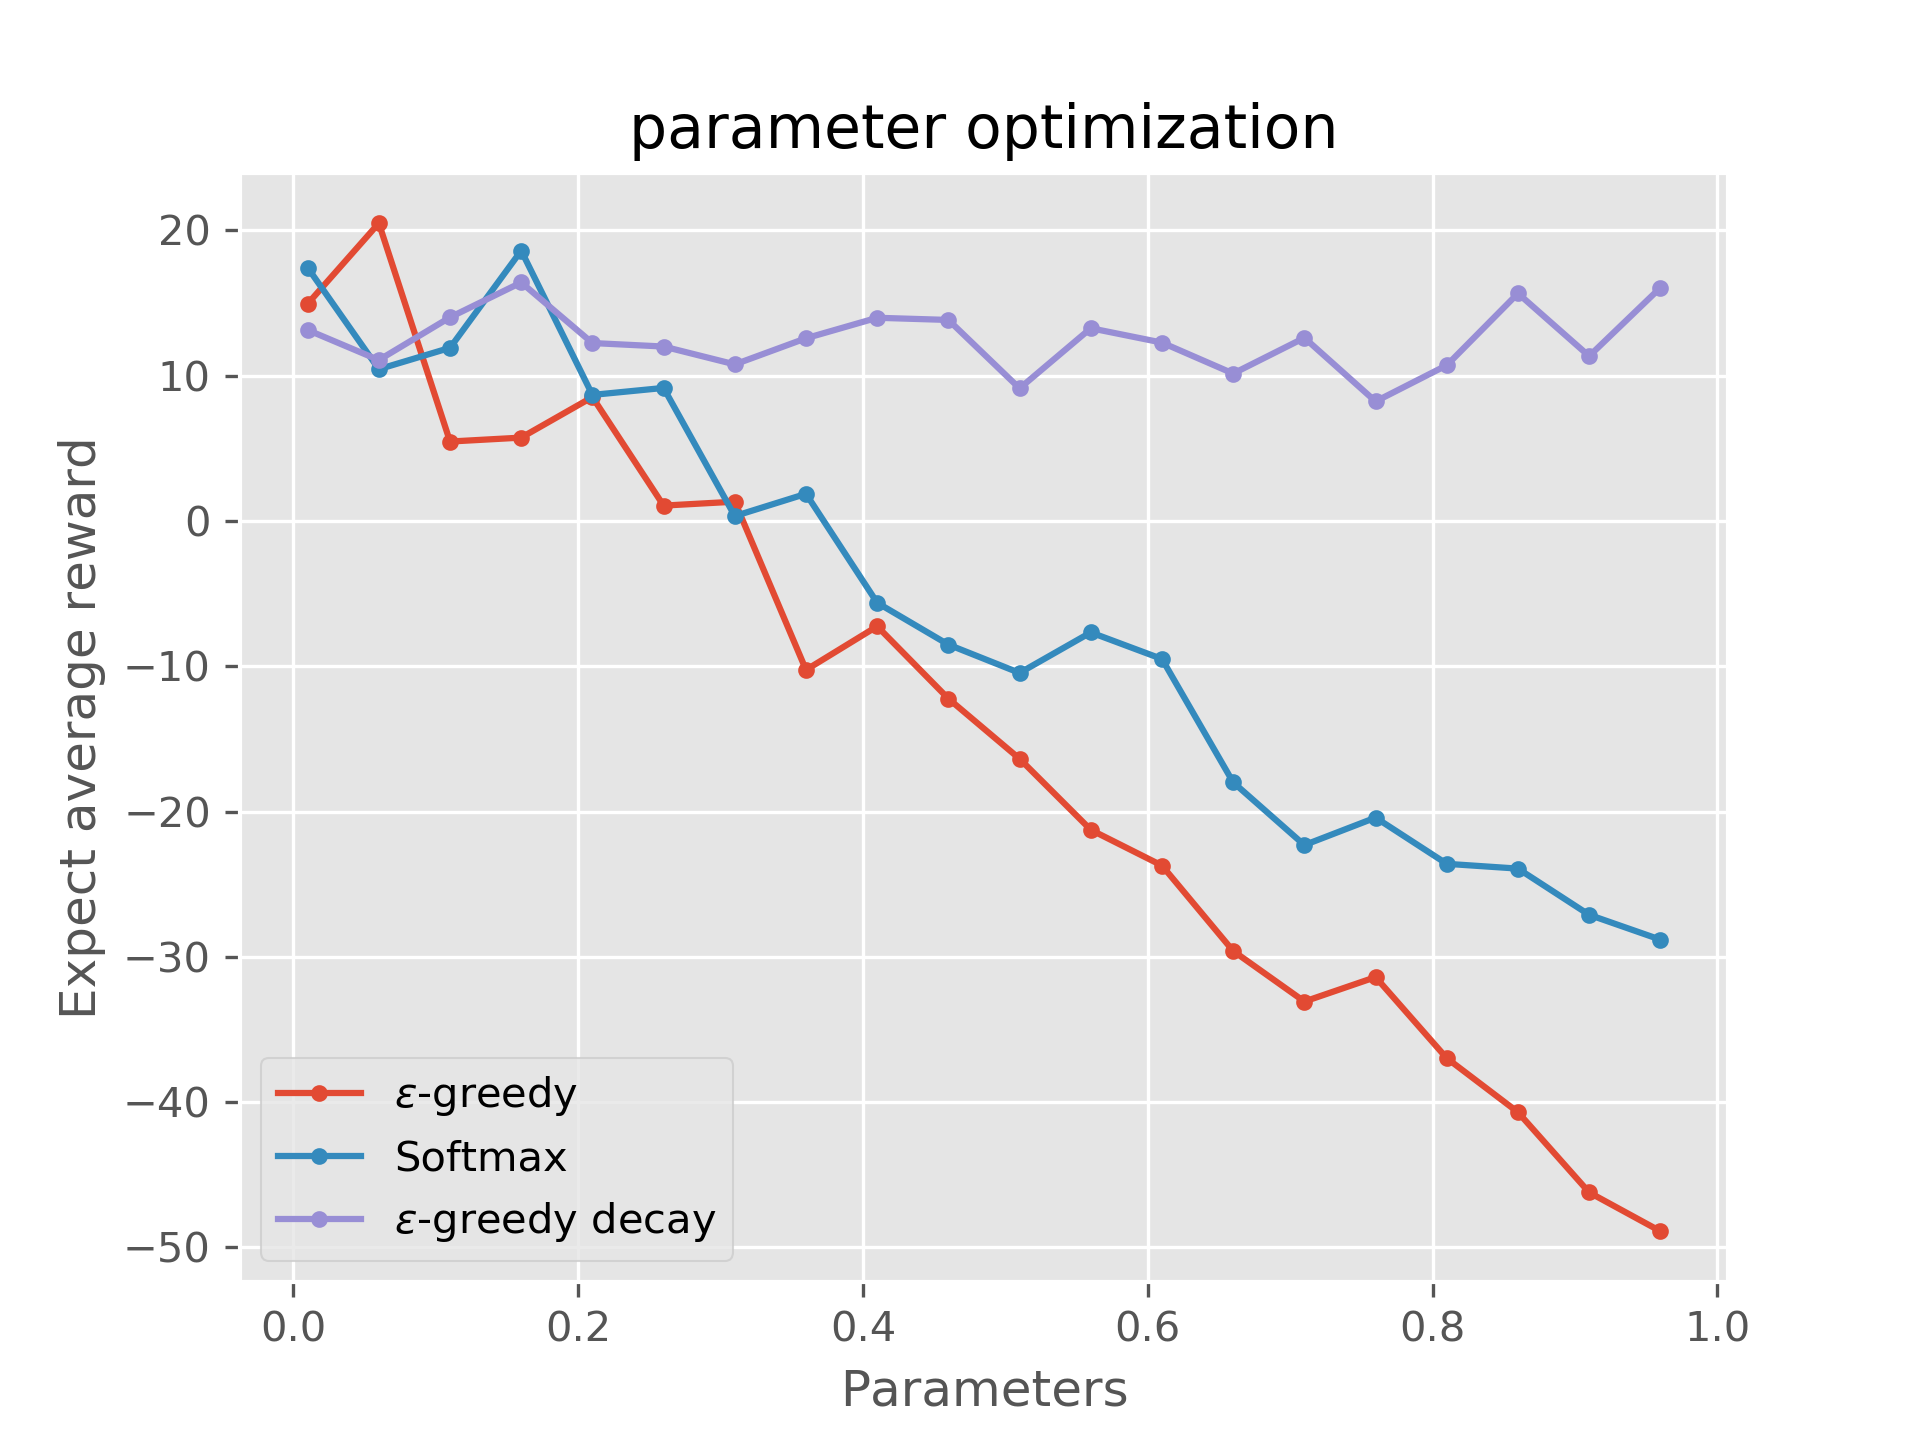 parameter optimization
20
10
0
−10
−20
−30
−40
−50
Expect average reward
ε-greedy
Softmax
ε-greedy decay
0.0 0.2 0.4 0.6 0.8 1.0
Parameters